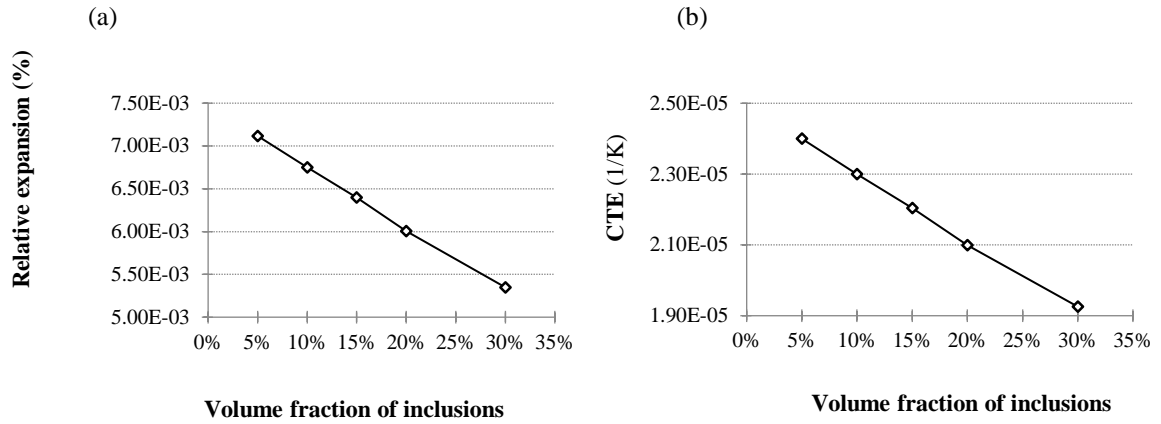 (a)
Relative expansion (%)
7.50E-03
7.00E-03
6.50E-03
6.00E-03
5.50E-03
5.00E-03
0% 5% 10% 15% 20% 25% 30% 35%
Volume fraction of inclusions
(b)
CTE (1/K)
2.50E-05
2.30E-05
2.10E-05
1.90E-05
0% 5% 10% 15% 20% 25% 30% 35%
Volume fraction of inclusions